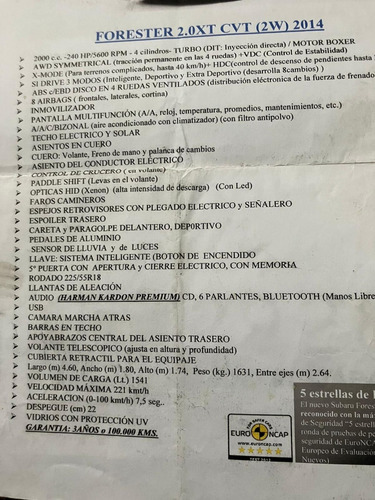 FORESTER 2.0XT CVT (2W) 2014
2000 c.c. -240 HP/5600 RPM - 4 cilindros- TURBO (DIT: Inyección directa) / MOTOR BOXER
AWD SYMMETRICAL (tracción permanente en las 4 ruedas) +VDC (Control de Estabilidad)
X-MODE (Para terrenos complicados, hasta 40 km/h)+ HDC(control de descenso de pendientes hasta
SI DRIVE 3 MODOS (Inteligente, Deportivo y Extra Deportivo (desarrolla 8cambios) )
ABS c/EBD DISCO EN 4 RUEDAS VENTILADOS (distribución eléctronica de la fuerza de frenado
8 AIRBAGS ( frontales, laterales, cortina)
INMOVILIZADOR
PANTALLA MULTIFUNCIÓN (A/A, reloj, temperatura, promedios, mantenimientos, etc.)
A/A/C/BIZONAL (aire acondicionado con climatizador) (con filtro antipolvo)
TECHO ELECTRICO Y SOLAR
ASIENTOS EN CUERO
CUERO: Volante, Freno de mano y palanca de cambios
ASIENTO DEL CONDUCTOR ELÉCTRICO
CONTROL DE CRUCERO ( en volante)
PADDLE SHIFT (Levas en el volante)
OPTICAS HID (Xenon) (alta intensidad de descarga) (Con Led)
FAROS CAMINEROS
ESPEJOS RETROVISORES CON PLEGADO ELECTRICO y SEÑALERO
ESPOILER TRASERO
CARETA y PARAGOLPE DELANTERO, DEPORTIVO
PEDALES DE ALUMINIO
SENSOR DE LLUVIA y de LUCES
LLAVE: SISTEMA INTELIGENTE (BOTON DE ENCENDIDO
5º PUERTA CON APERTURA y CIERRE ELECTRICO, CON MEMORIA
RODADO 225/55R18
LLANTAS DE ALEACIÓN
AUDIO (HARMAN KARDON PREMIUM) CD, 6 PARLANTES, BLUETOOTH (Manos Libre
USB
CAMARA MARCHA ATRAS
BARRAS EN TECHO
APOYABRAZOS CENTRAL DEL ASIENTO TRASERO
VOLANTE TELESCOPICO (ajusta en altura y profundidad)
CUBIERTA RETRACTIL PARA EL EQUIPAJE
Largo (m) 4.60, Ancho (m) 1.80, Alto (m) 1.74, Peso (kg.) 1631, Entre ejes (m) 2.64.
VOLUMEN DE CARGA (Lt.) 1541
VELOCIDAD MÁXIMA 221 km/h
ACELERACION (0-100 km/h) 7,5 seg..
DESPEGUE (cm) 22
VIDRIOS CON PROTECCIÓN UV
GARANTIA: 3AÑOS o 100.000 KMS.
EURO NCAP
www.euroncap.com
5 estrellas de
El nuevo Subaru Fores
reconocido con la má
de Seguridad "5 estrell
ronda de pruebas de
seguridad de EuroNCA
Europeo de Evaluación
Nuevos)